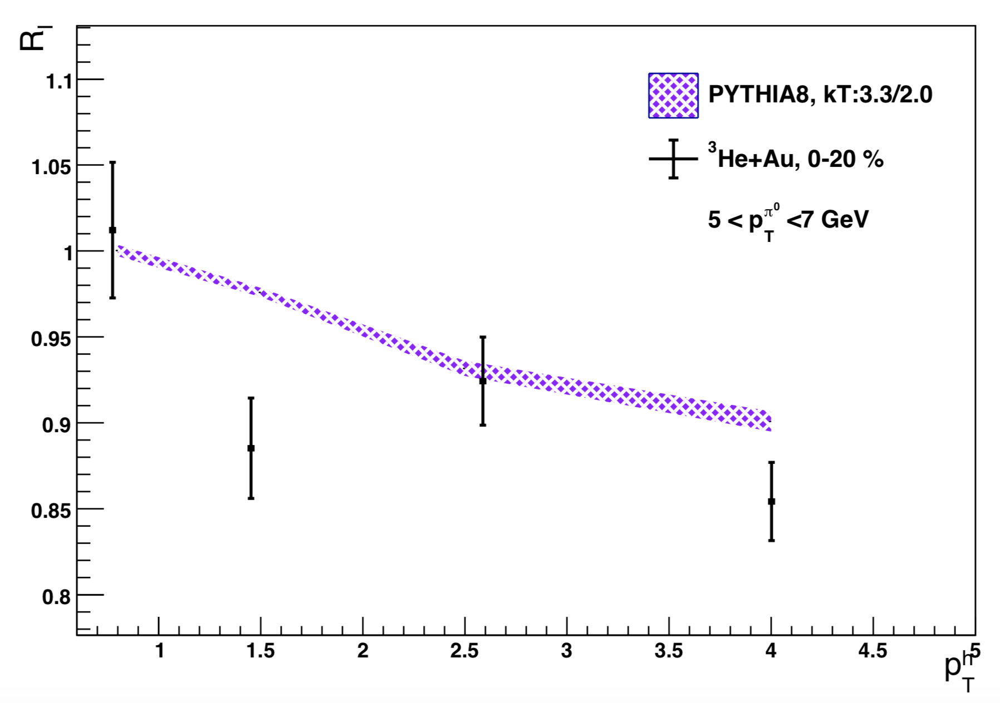 R_I
1.1
1.05
1
0.95
0.9
0.85
0.8
PYTHIA8, kT:3.3/2.0
³He+Au, 0-20 %
5 < p_T^{π⁰} <7 GeV
1 1.5 2 2.5 3 3.5 4 4.5 5
p_T^h